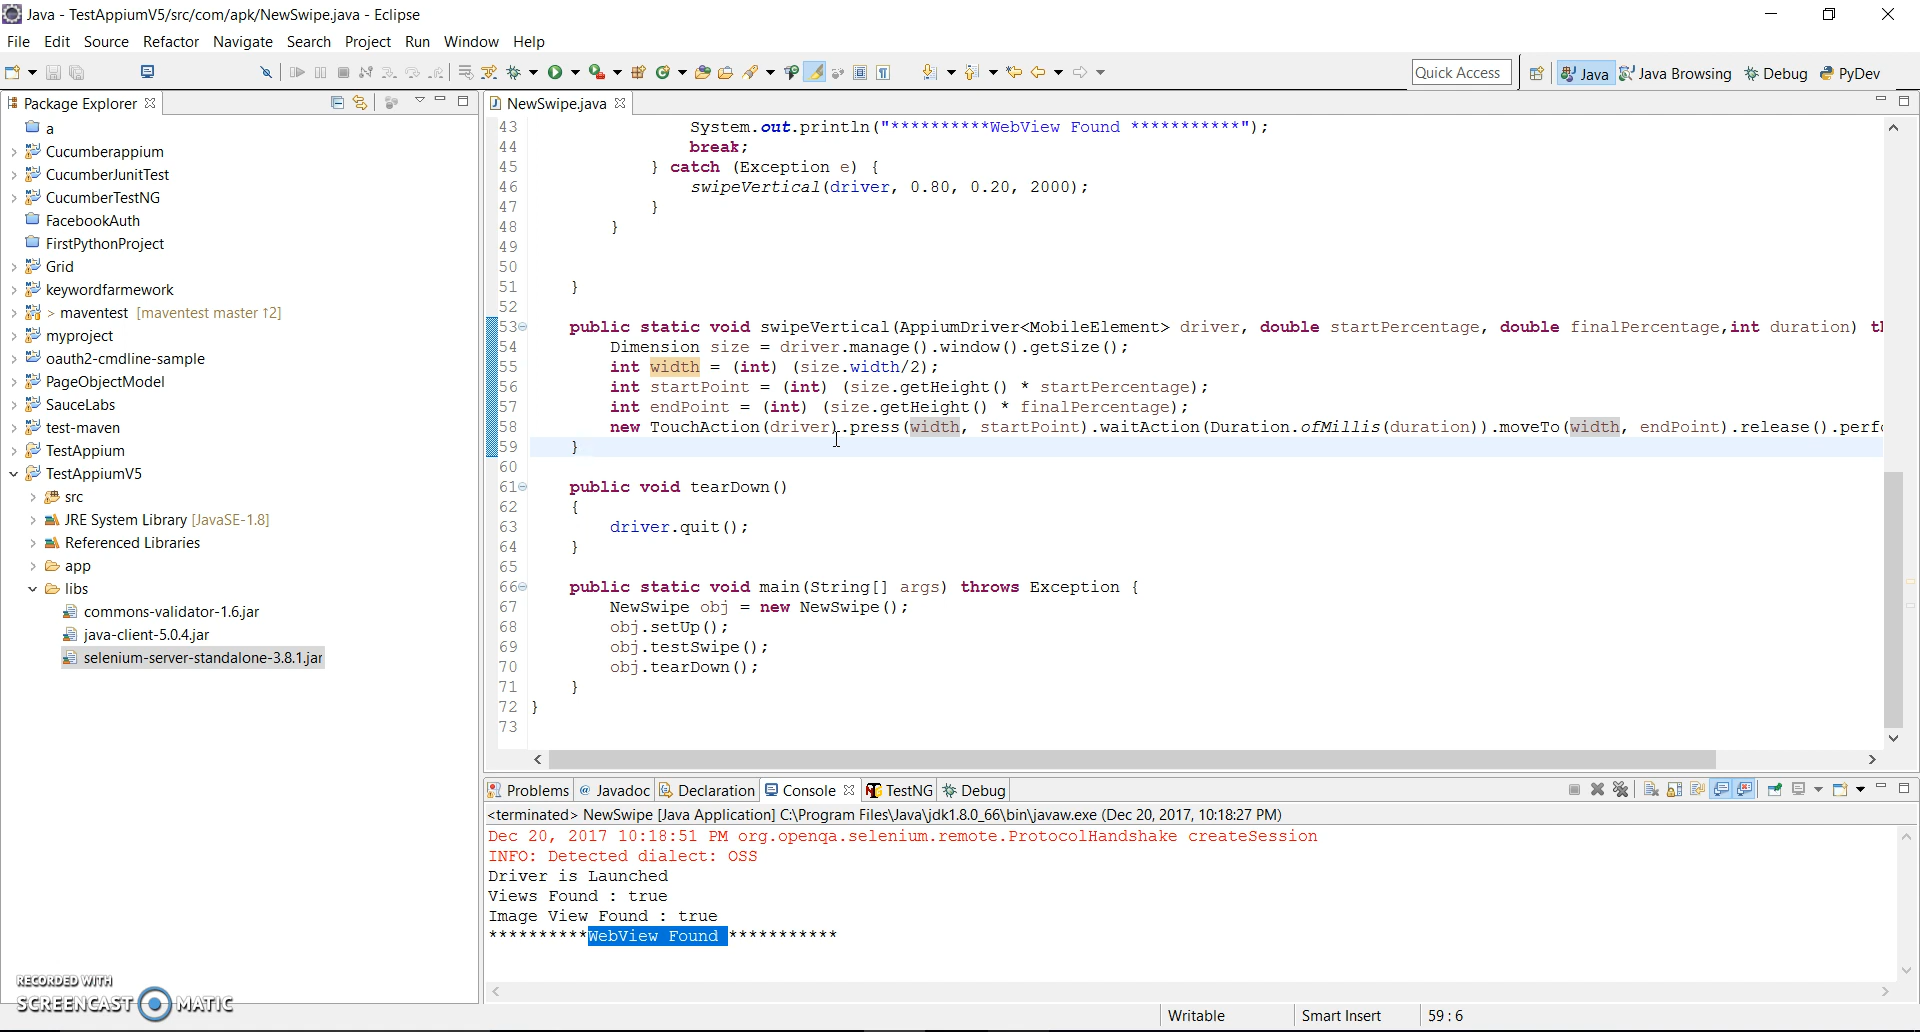 Java - TestAppiumV5/src/com/apk/NewSwipe.java - Eclipse
File Edit Source Refactor Navigate Search Project Run Window Help
Quick Access Java Java Browsing Debug PyDev
Package Explorer
a
Cucumberappium
CucumberJunitTest
CucumberTestNG
FacebookAuth
FirstPythonProject
Grid
keywordfarmework
> maventest [maventest master ↑2]
myproject
oauth2-cmdline-sample
PageObjectModel
SauceLabs
test-maven
TestAppium
TestAppiumV5
src
JRE System Library [JavaSE-1.8]
Referenced Libraries
app
libs
commons-validator-1.6.jar
java-client-5.0.4.jar
selenium-server-standalone-3.8.1.jar
NewSwipe.java
43 System.out.println("**********WebView Found ***********");
44 break;
45 } catch (Exception e) {
46 swipeVertical(driver, 0.80, 0.20, 2000);
47 }
48 }
49
50
51 }
52
53 public static void swipeVertical(AppiumDriver<MobileElement> driver, double startPercentage, double finalPercentage,int duration) th
54 Dimension size = driver.manage().window().getSize();
55 int width = (int) (size.width/2);
56 int startPoint = (int) (size.getHeight() * startPercentage);
57 int endPoint = (int) (size.getHeight() * finalPercentage);
58 new TouchAction(driver).press(width, startPoint).waitAction(Duration.ofMillis(duration)).moveTo(width, endPoint).release().perfo
59 }
60
61 public void tearDown()
62 {
63 driver.quit();
64 }
65
66 public static void main(String[] args) throws Exception {
67 NewSwipe obj = new NewSwipe();
68 obj.setUp();
69 obj.testSwipe();
70 obj.tearDown();
71 }
72 }
73
Problems @ Javadoc Declaration Console TestNG Debug
<terminated> NewSwipe [Java Application] C:\Program Files\Java\jdk1.8.0_66\bin\javaw.exe (Dec 20, 2017, 10:18:27 PM)
Dec 20, 2017 10:18:51 PM org.openqa.selenium.remote.ProtocolHandshake createSession
INFO: Detected dialect: OSS
Driver is Launched
Views Found : true
Image View Found : true
**********WebView Found ***********
RECORDED WITH
SCREENCAST MATIC
Writable Smart Insert 59 : 6